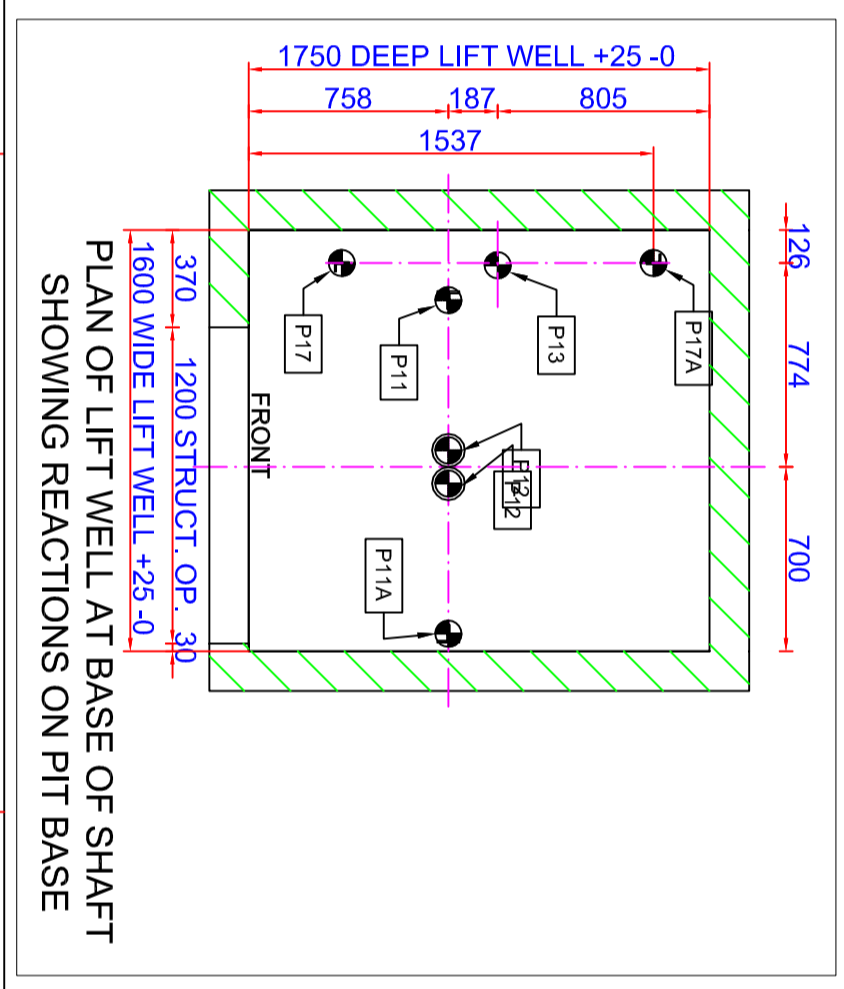 1750 DEEP LIFT WELL +25 -0
758
187
805
1537
126
774
700
P17A
P13
P17
P11
P12
P12
P11A
FRONT
370
1200 STRUCT. OP.
30
1600 WIDE LIFT WELL +25 -0
PLAN OF LIFT WELL AT BASE OF SHAFT
SHOWING REACTIONS ON PIT BASE